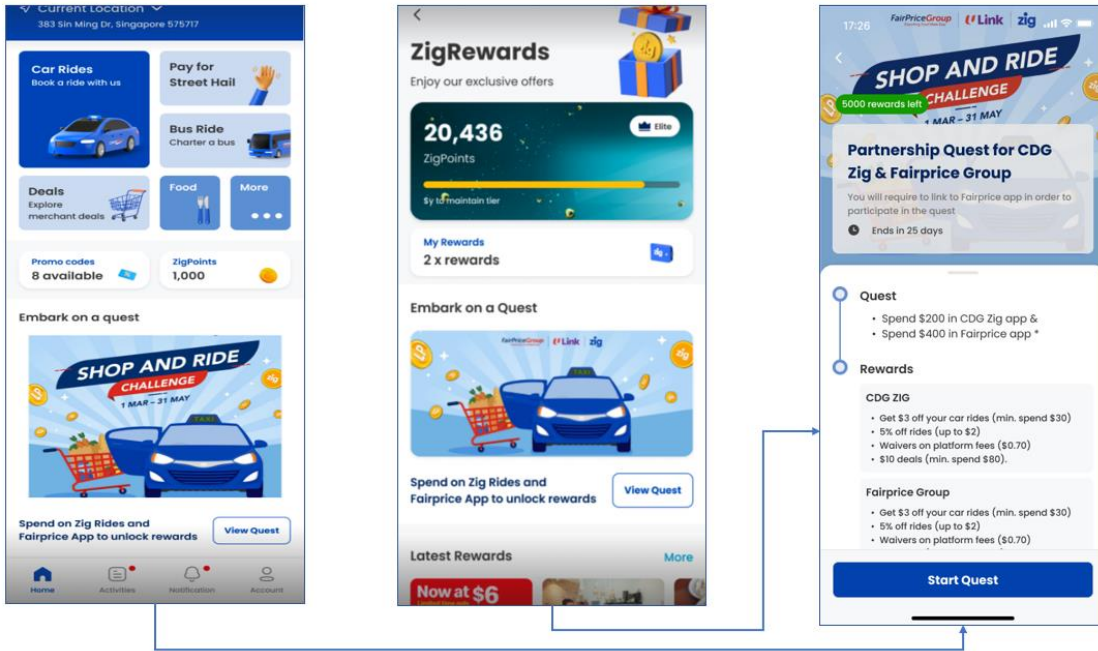 Current Location
383 Sin Ming Dr, Singapore 575717
Car Rides
Book a ride with us
Pay for
Street Hail
Bus Ride
Charter a bus
Deals
Explore
merchant deals
Food
More
Promo codes
8 available
ZigPoints
1,000
Embark on a quest
SHOP AND RIDE
CHALLENGE
1 MAR – 31 MAY
TAXI
Spend on Zig Rides and
Fairprice App to unlock rewards
View Quest
Home
Activities
Notification
Account
ZigRewards
Enjoy our exclusive offers
20,436
ZigPoints
Elite
$y to maintain tier
My Rewards
2 x rewards
Embark on a Quest
FairPriceGroup
Link
zig
TAXI
Spend on Zig Rides and
Fairprice App to unlock rewards
View Quest
Latest Rewards
More
Now at $6
17:26
FairPriceGroup
Link
zig
SHOP AND RIDE
CHALLENGE
1 MAR – 31 MAY
5000 rewards left
Partnership Quest for CDG
Zig & Fairprice Group
You will require to link to Fairprice app in order to
participate in the quest
Ends in 25 days
Quest
• Spend $200 in CDG Zig app &
• Spend $400 in Fairprice app *
Rewards
CDG ZIG
• Get $3 off your car rides (min. spend $30)
• 5% off rides (up to $2)
• Waivers on platform fees ($0.70)
• $10 deals (min. spend $80).
Fairprice Group
• Get $3 off your car rides (min. spend $30)
• 5% off rides (up to $2)
• Waivers on platform fees ($0.70)
Start Quest